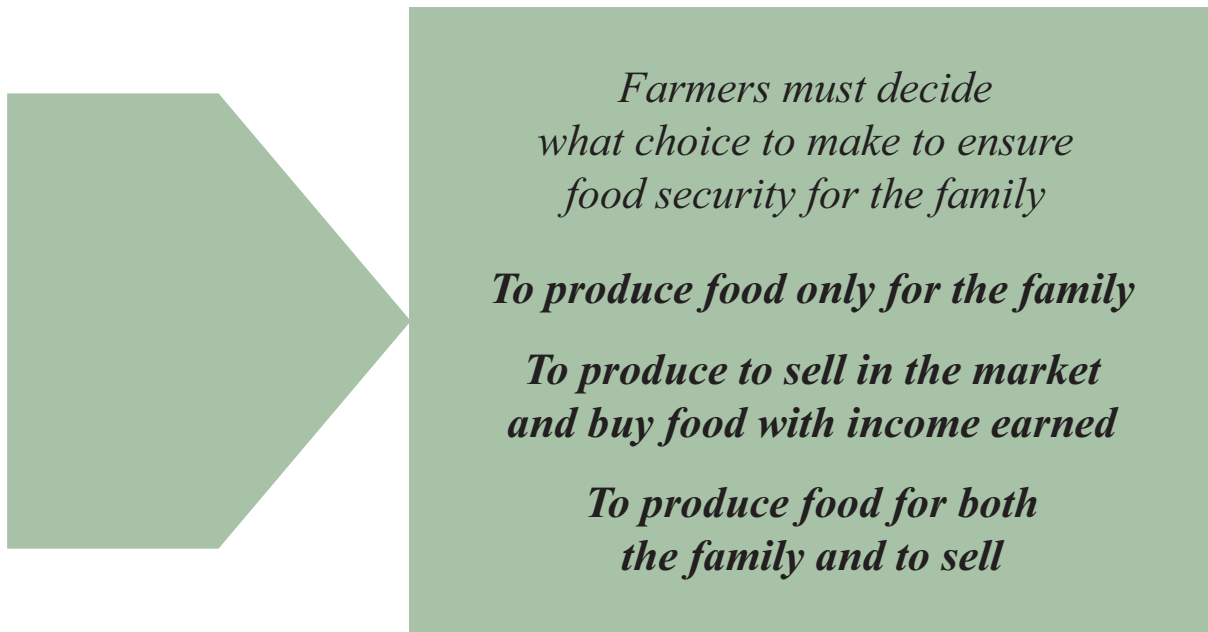 Farmers must decide
what choice to make to ensure
food security for the family
To produce food only for the family
To produce to sell in the market
and buy food with income earned
To produce food for both
the family and to sell